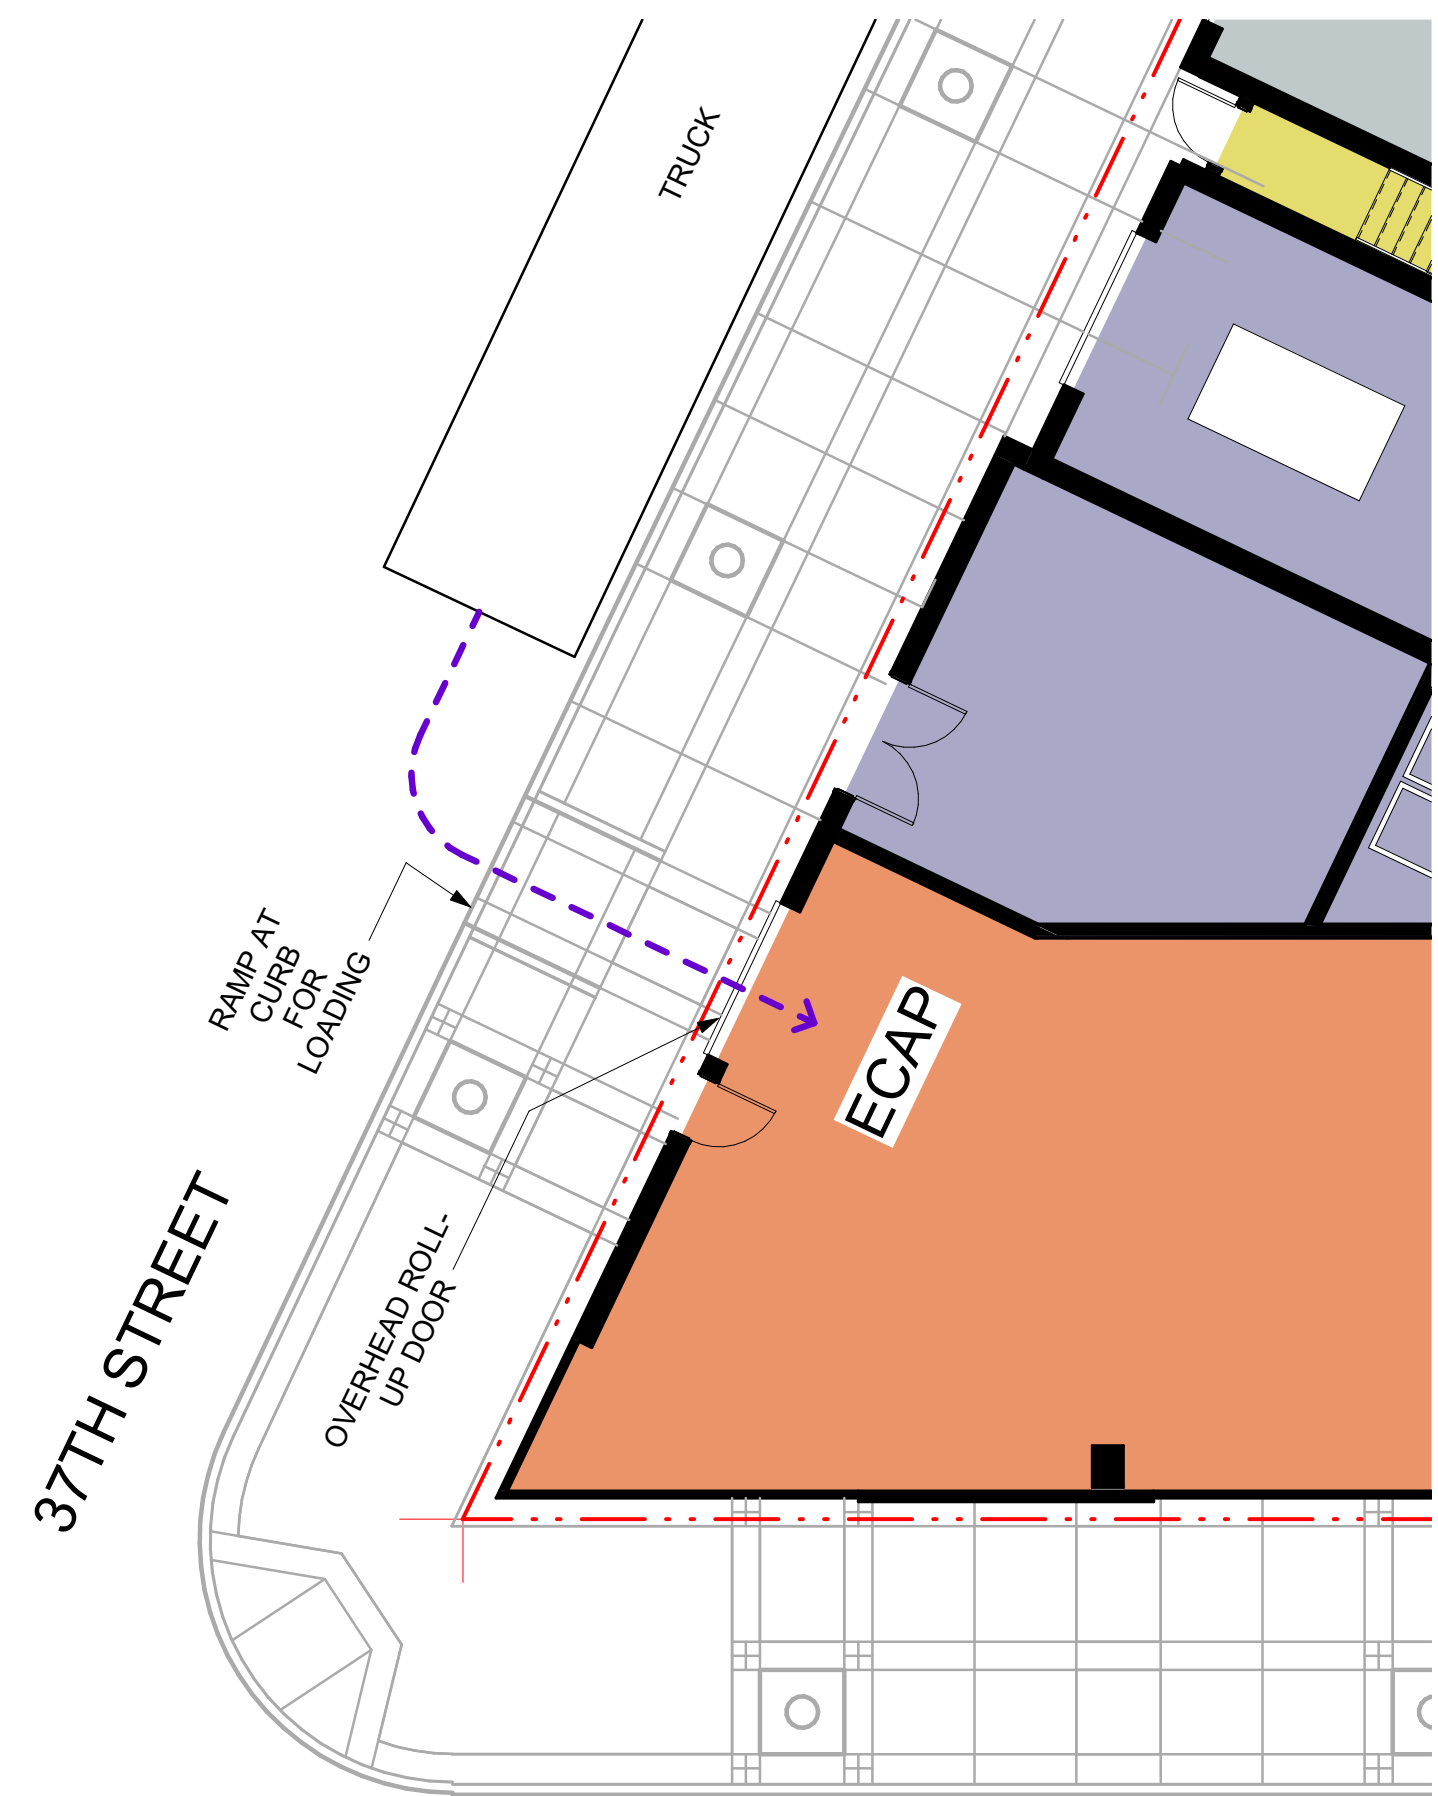 TRUCK
RAMP AT
CURB
FOR
LOADING
ECAP
37TH STREET
OVERHEAD ROLL-
UP DOOR